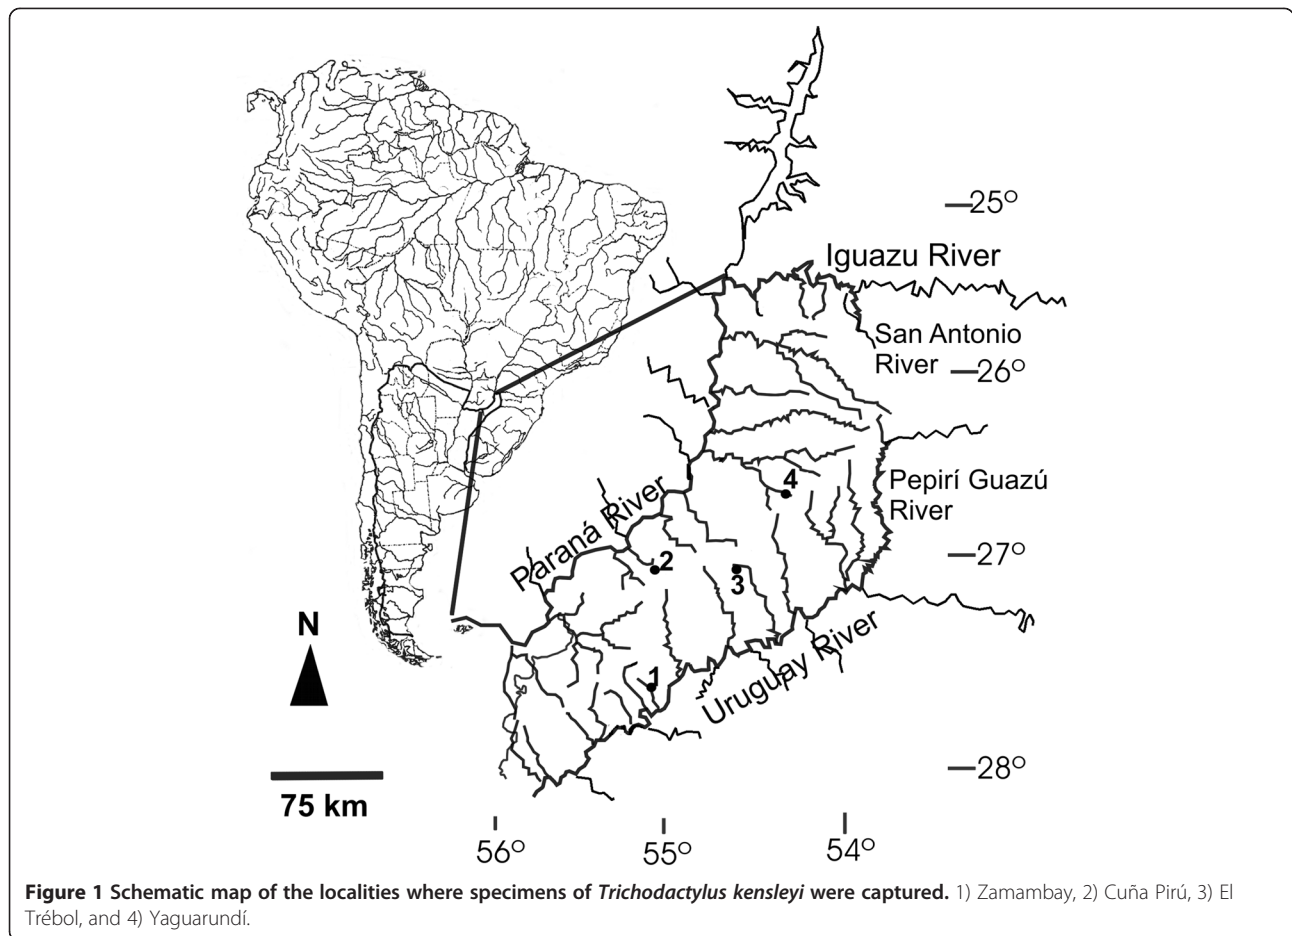 25°
Iguazu River
San Antonio
River
26°
Pepirí Guazú
River
4
Paraná River
27°
2
3
N
1
Uruguay River
28°
75 km
56°
55°
54°
Figure 1 Schematic map of the localities where specimens of Trichodactylus kensleyi were captured. 1) Zamambay, 2) Cuña Pirú, 3) El
Trébol, and 4) Yaguarundí.